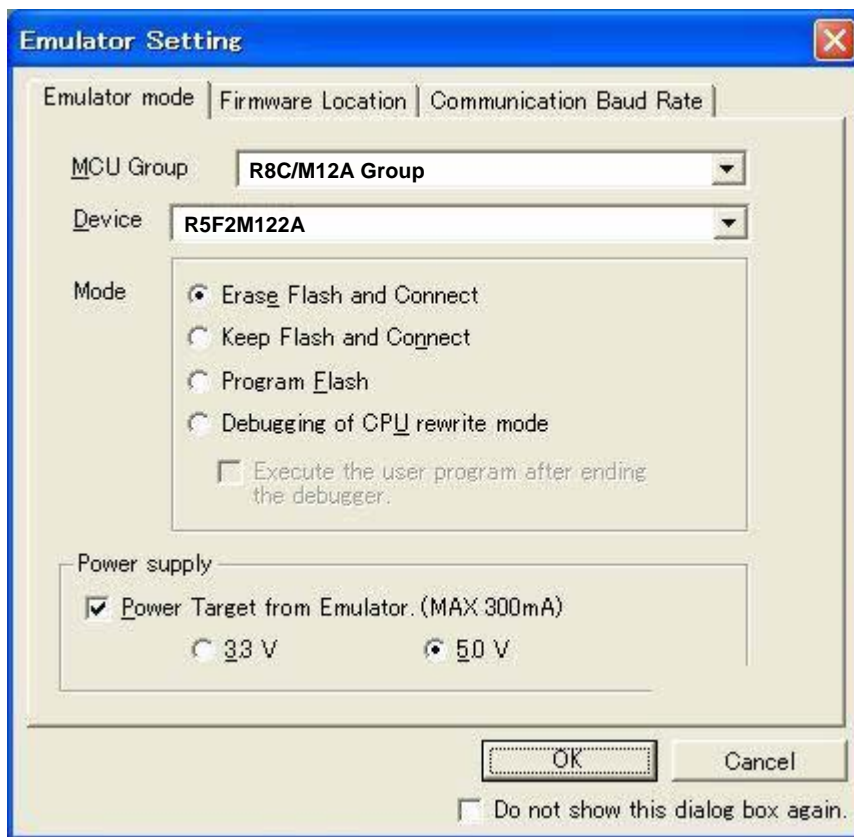 Emulator Setting
Emulator mode Firmware Location Communication Baud Rate
MCU Group R8C/M12A Group
Device R5F2M122A
Mode Erase Flash and Connect
Keep Flash and Connect
Program Flash
Debugging of CPU rewrite mode
Execute the user program after ending
the debugger.
Power supply
Power Target from Emulator. (MAX 300mA)
3.3 V 5.0 V
OK Cancel
Do not show this dialog box again.